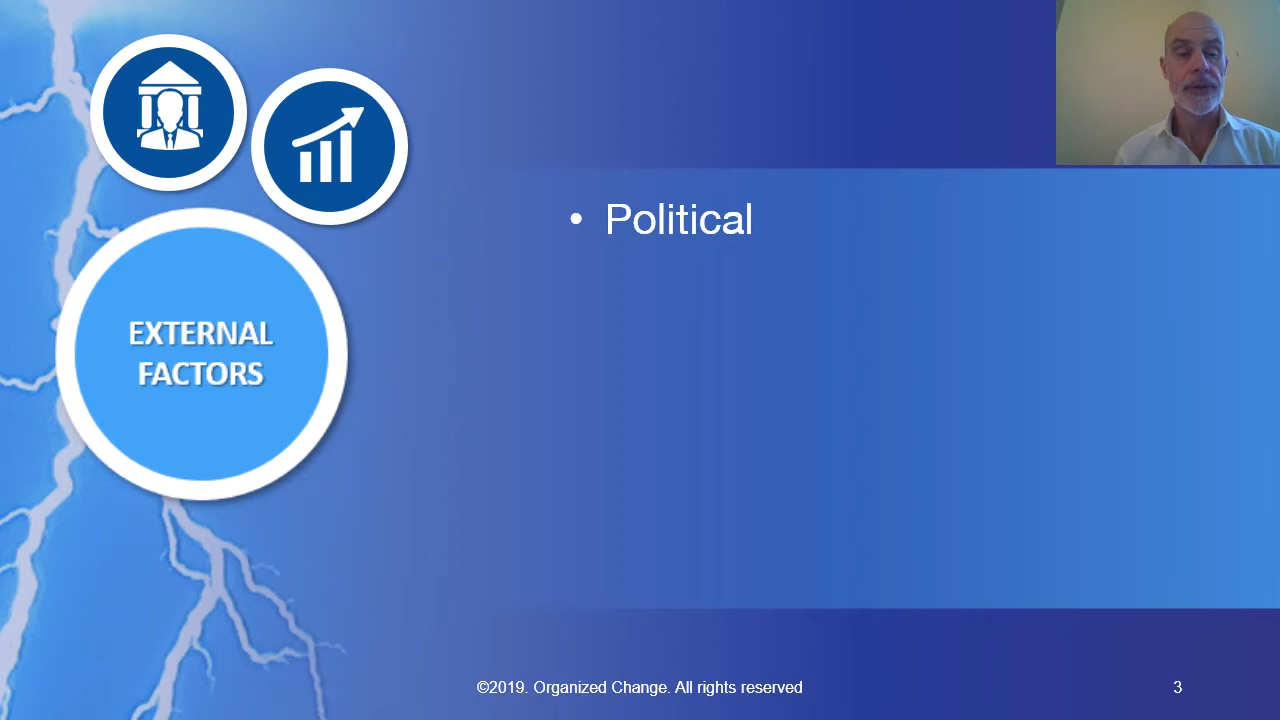 • Political
EXTERNAL
FACTORS
©2019. Organized Change. All rights reserved
3